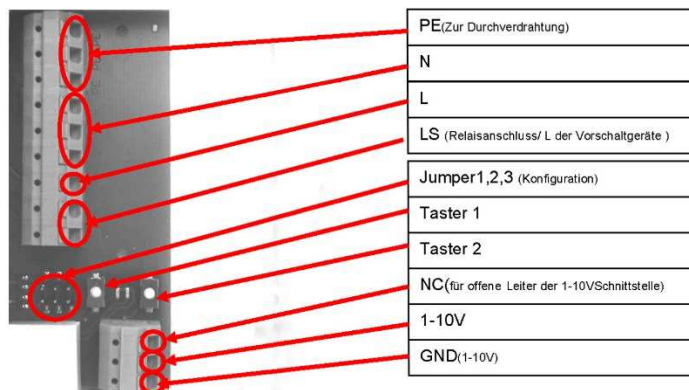 PE(Zur Durchverdrahtung)
N
L
LS (Relaisanschluss/ L der Vorschaltgeräte )
Jumper1,2,3 (Konfiguration)
Taster 1
Taster 2
NC(für offene Leiter der 1-10VSchnittstelle)
1-10V
GND(1-10V)